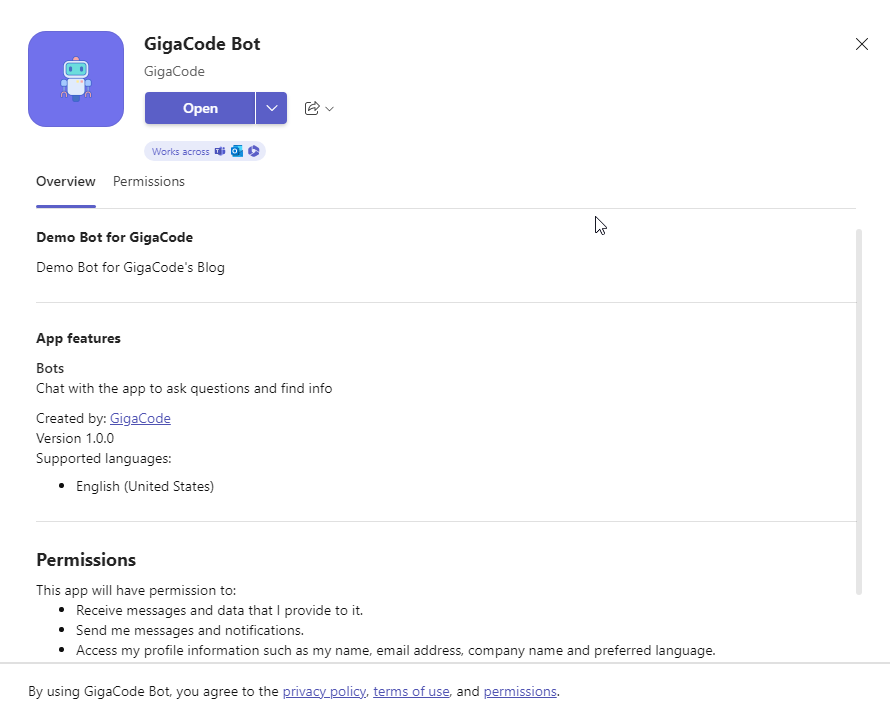 GigaCode Bot
GigaCode
Open
Works across
Overview Permissions
Demo Bot for GigaCode
Demo Bot for GigaCode's Blog
App features
Bots
Chat with the app to ask questions and find info
Created by: GigaCode
Version 1.0.0
Supported languages:
• English (United States)
Permissions
This app will have permission to:
• Receive messages and data that I provide to it.
• Send me messages and notifications.
• Access my profile information such as my name, email address, company name and preferred language.
By using GigaCode Bot, you agree to the privacy policy, terms of use, and permissions.